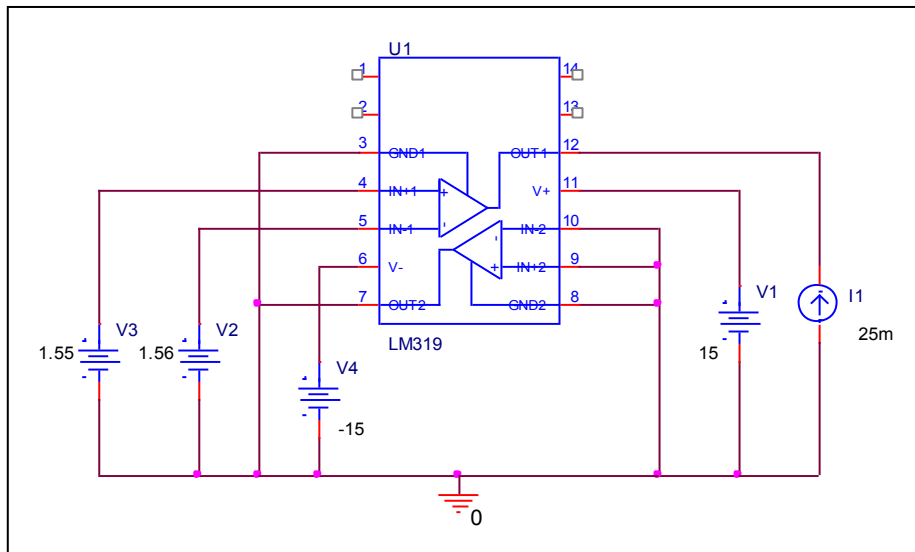 U1
1
14
2
13
3
GND1
OUT1
12
4
IN+1
+
V+
11
5
IN-1
-
-
IN-2
10
6
V-
+
IN+2
9
7
OUT2
GND2
8
LM319
V3
1.55
V2
1.56
V4
-15
V1
15
I1
25m
0